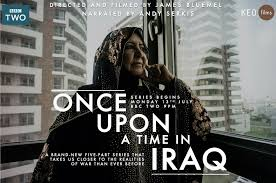 DIRECTED AND FILMED BY JAMES BLUEMEL
NARRATED BY ANDY SERKIS
BBC
TWO
KEO films
ONCE
UPON
A TIME IN
IRAQ
SERIES BEGINS
MONDAY 13TH JULY
BBC TWO 9PM
A BRAND-NEW FIVE-PART SERIES THAT
TAKES US CLOSER TO THE REALITIES
OF WAR THAN EVER BEFORE